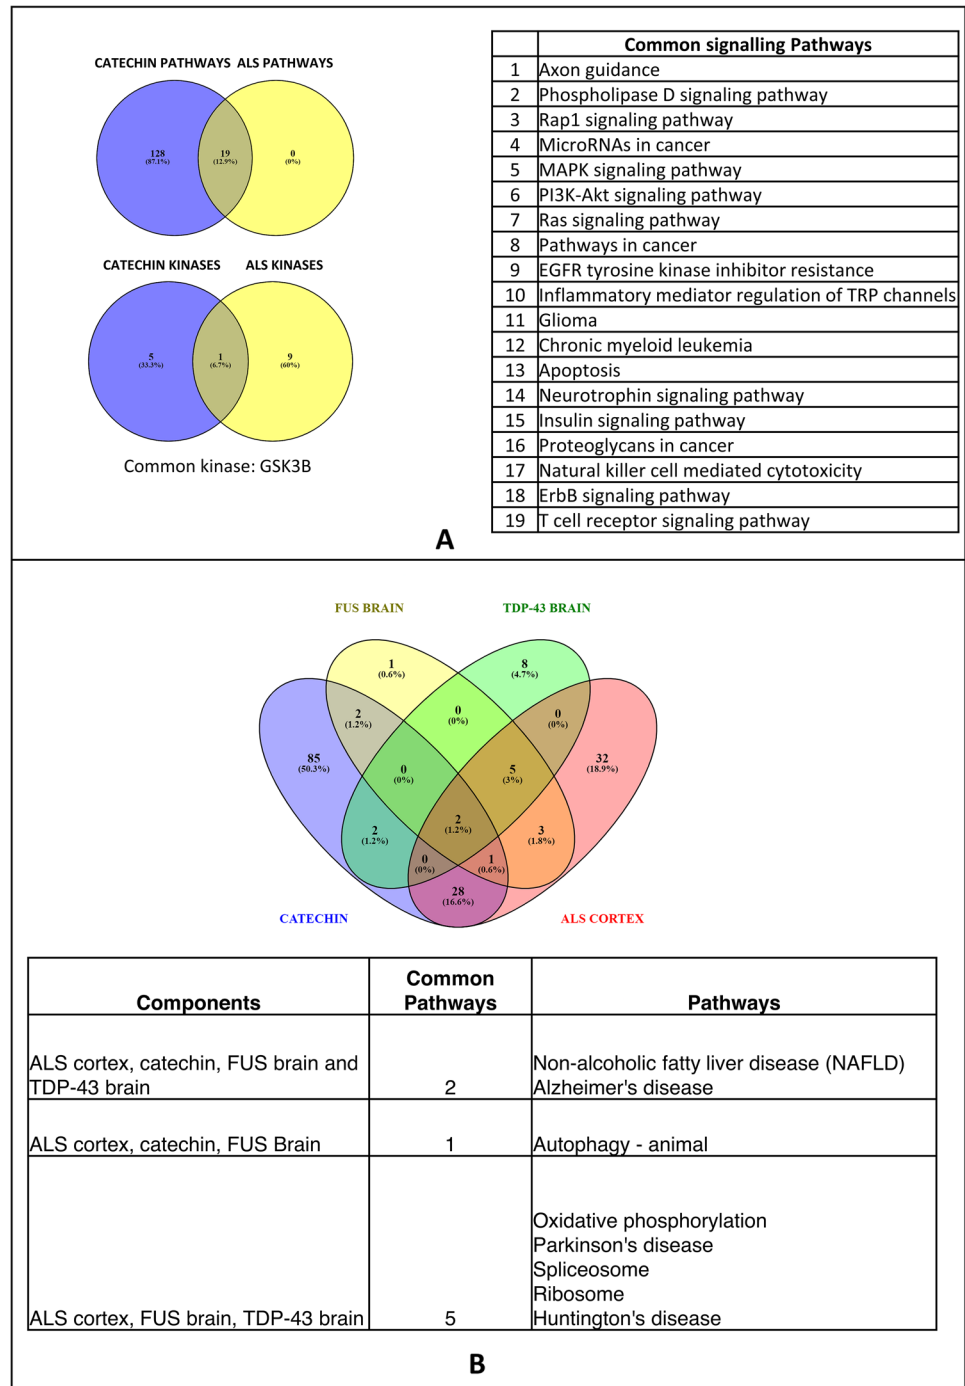 CATECHIN PATHWAYS ALS PATHWAYS
128
(87.1%)
19
(12.9%)
0
(0%)
CATECHIN KINASES ALS KINASES
5
(33.3%)
1
(6.7%)
9
(60%)
Common kinase: GSK3B
Common signalling Pathways
1 Axon guidance
2 Phospholipase D signaling pathway
3 Rap1 signaling pathway
4 MicroRNAs in cancer
5 MAPK signaling pathway
6 PI3K-Akt signaling pathway
7 Ras signaling pathway
8 Pathways in cancer
9 EGFR tyrosine kinase inhibitor resistance
10 Inflammatory mediator regulation of TRP channels
11 Glioma
12 Chronic myeloid leukemia
13 Apoptosis
14 Neurotrophin signaling pathway
15 Insulin signaling pathway
16 Proteoglycans in cancer
17 Natural killer cell mediated cytotoxicity
18 ErbB signaling pathway
19 T cell receptor signaling pathway
A
FUS BRAIN TDP-43 BRAIN
1
(0.6%)
8
(4.7%)
2
(1.2%)
0
(0%)
0
(0%)
85
(50.3%)
0
(0%)
5
(3%)
32
(18.9%)
2
(1.2%)
2
(1.2%)
3
(1.8%)
0
(0%)
1
(0.6%)
28
(16.6%)
CATECHIN ALS CORTEX
Components Common Pathways Pathways
ALS cortex, catechin, FUS brain and
TDP-43 brain
2
Non-alcoholic fatty liver disease (NAFLD)
Alzheimer's disease
ALS cortex, catechin, FUS Brain 1 Autophagy - animal
ALS cortex, FUS brain, TDP-43 brain 5
Oxidative phosphorylation
Parkinson's disease
Spliceosome
Ribosome
Huntington's disease
B